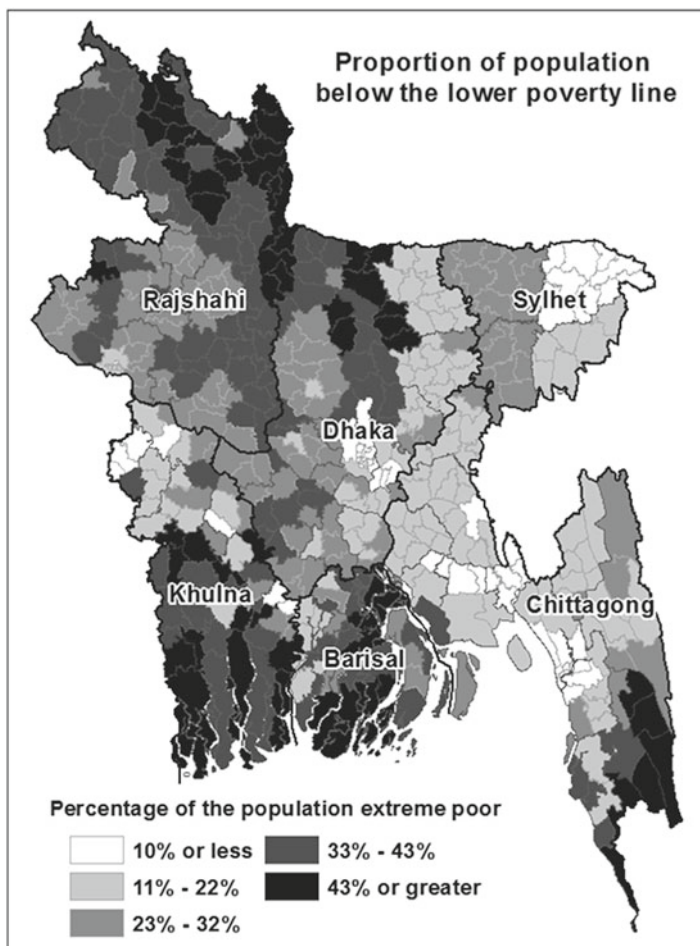 Proportion of population
below the lower poverty line
Rajshahi
Sylhet
Dhaka
Khulna
Chittagong
Barisal
Percentage of the population extreme poor
10% or less
33% - 43%
11% - 22%
43% or greater
23% - 32%